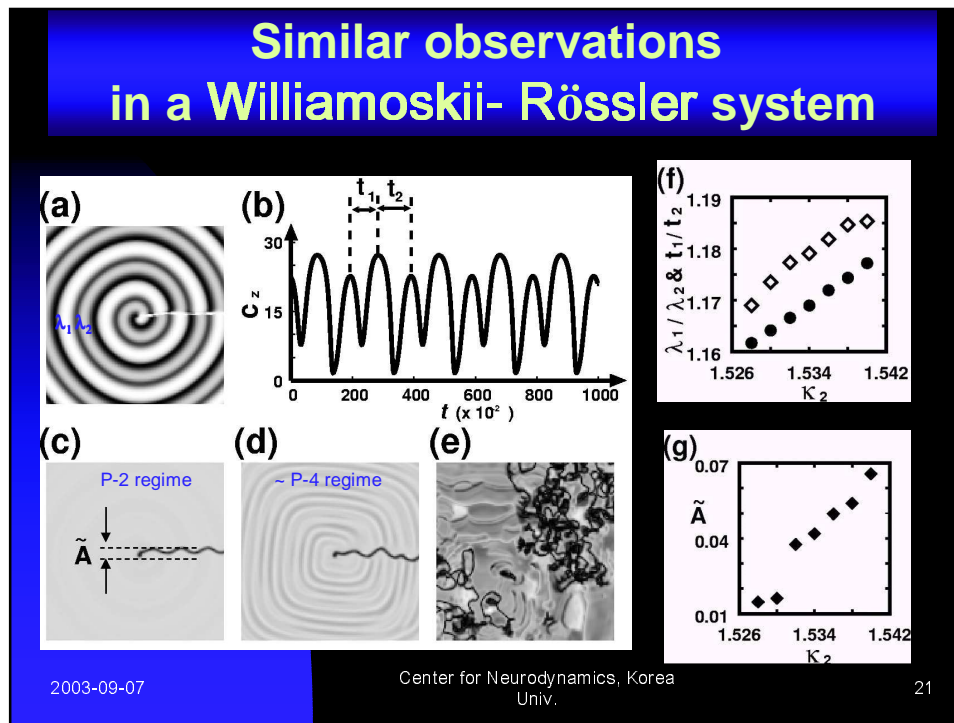 Similar observations
in a Williamoskii- Rössler system
(a)
λ1 λ2
(b)
t1 t2
30
15
0
Cz
0 200 400 600 800 1000
t (x 10^-2 )
(c)
P-2 regime
Ã
(d)
~ P-4 regime
(e)
(f)
1.19
1.18
1.17
1.16
λ1 / λ2 & t1 / t2
1.526 1.534 1.542
κ2
(g)
0.07
0.04
0.01
Ã
1.526 1.534 1.542
κ2
2003-09-07
Center for Neurodynamics, Korea
Univ.
21